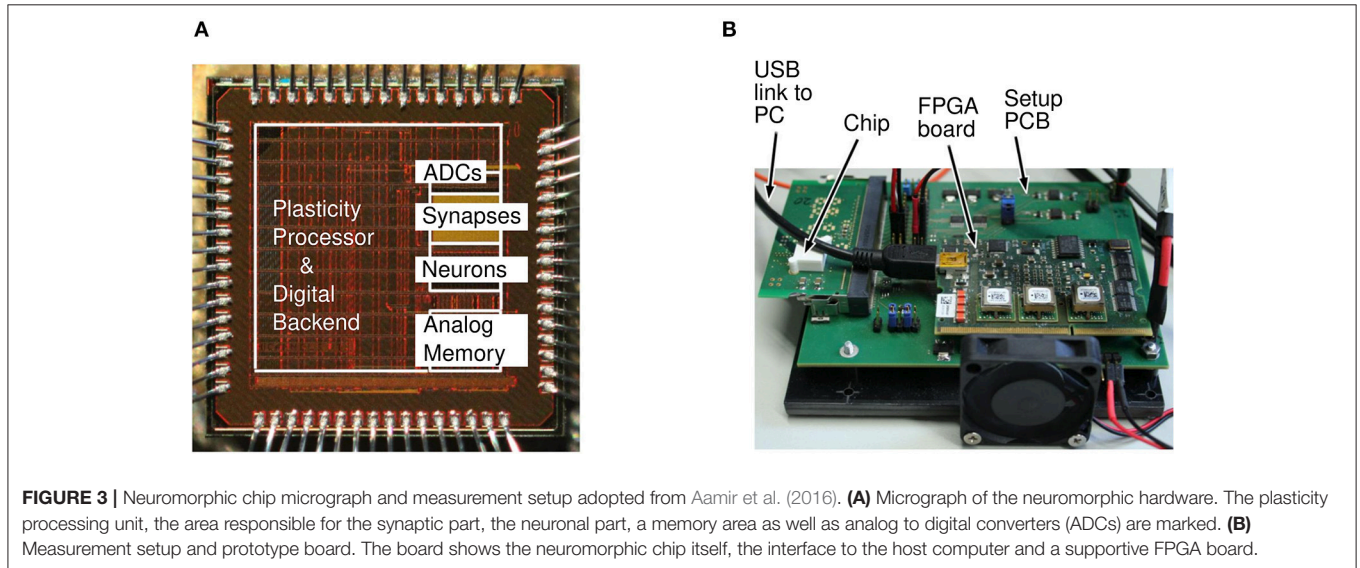 A
B
Plasticity
Processor
&
Digital
Backend
ADCs
Synapses
Neurons
Analog
Memory
USB
link to
PC
Chip
FPGA
board
Setup
PCB
FIGURE 3 | Neuromorphic chip micrograph and measurement setup adopted from Aamir et al. (2016). (A) Micrograph of the neuromorphic hardware. The plasticity
processing unit, the area responsible for the synaptic part, the neuronal part, a memory area as well as analog to digital converters (ADCs) are marked. (B)
Measurement setup and prototype board. The board shows the neuromorphic chip itself, the interface to the host computer and a supportive FPGA board.